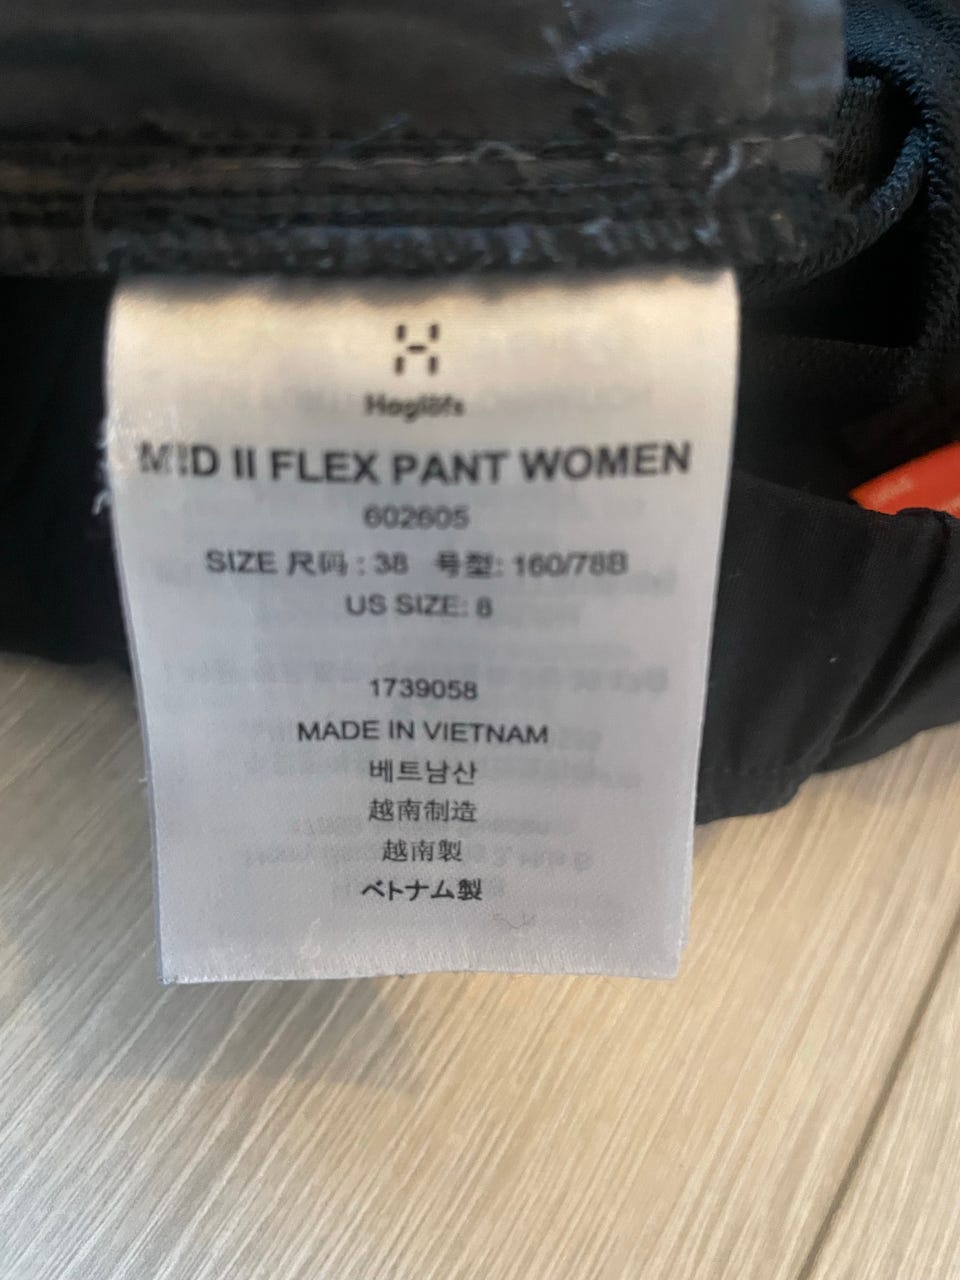 Haglöfs
MID II FLEX PANT WOMEN
602605
SIZE 尺码 : 38 号型: 160/78B
US SIZE: 8
1739058
MADE IN VIETNAM
베트남산
越南制造
越南製
ベトナム製